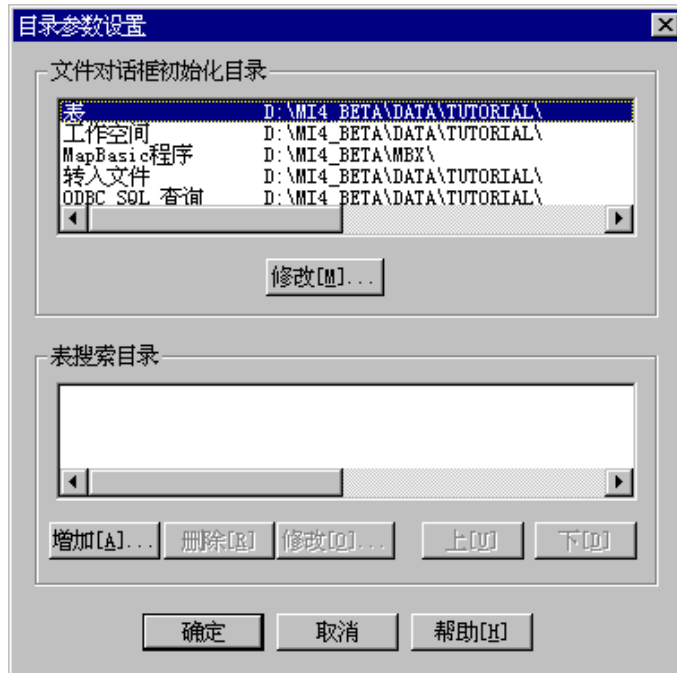 目录参数设置
文件对话框初始化目录
表 D:\MI4_BETA\DATA\TUTORIAL\
工作空间 D:\MI4_BETA\DATA\TUTORIAL\
MapBasic程序 D:\MI4_BETA\MBX\
转入文件 D:\MI4_BETA\DATA\TUTORIAL\
ODBC SQL 查询 D:\MI4_BETA\DATA\TUTORIAL\
修改[M]...
表搜索目录
增加[A]... 删除[R] 修改[O]... 上[U] 下[D]
确定 取消 帮助[H]